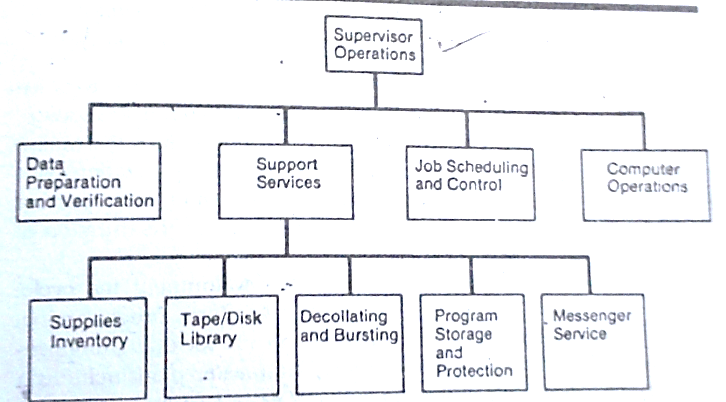 Supervisor
Operations
Data
Preparation
and Verification
Support
Services
Job Scheduling
and Control
Computer
Operations
Supplies
Inventory
Tape/Disk
Library
Decollating
and Bursting
Program
Storage
and
Protection
Messenger
Service